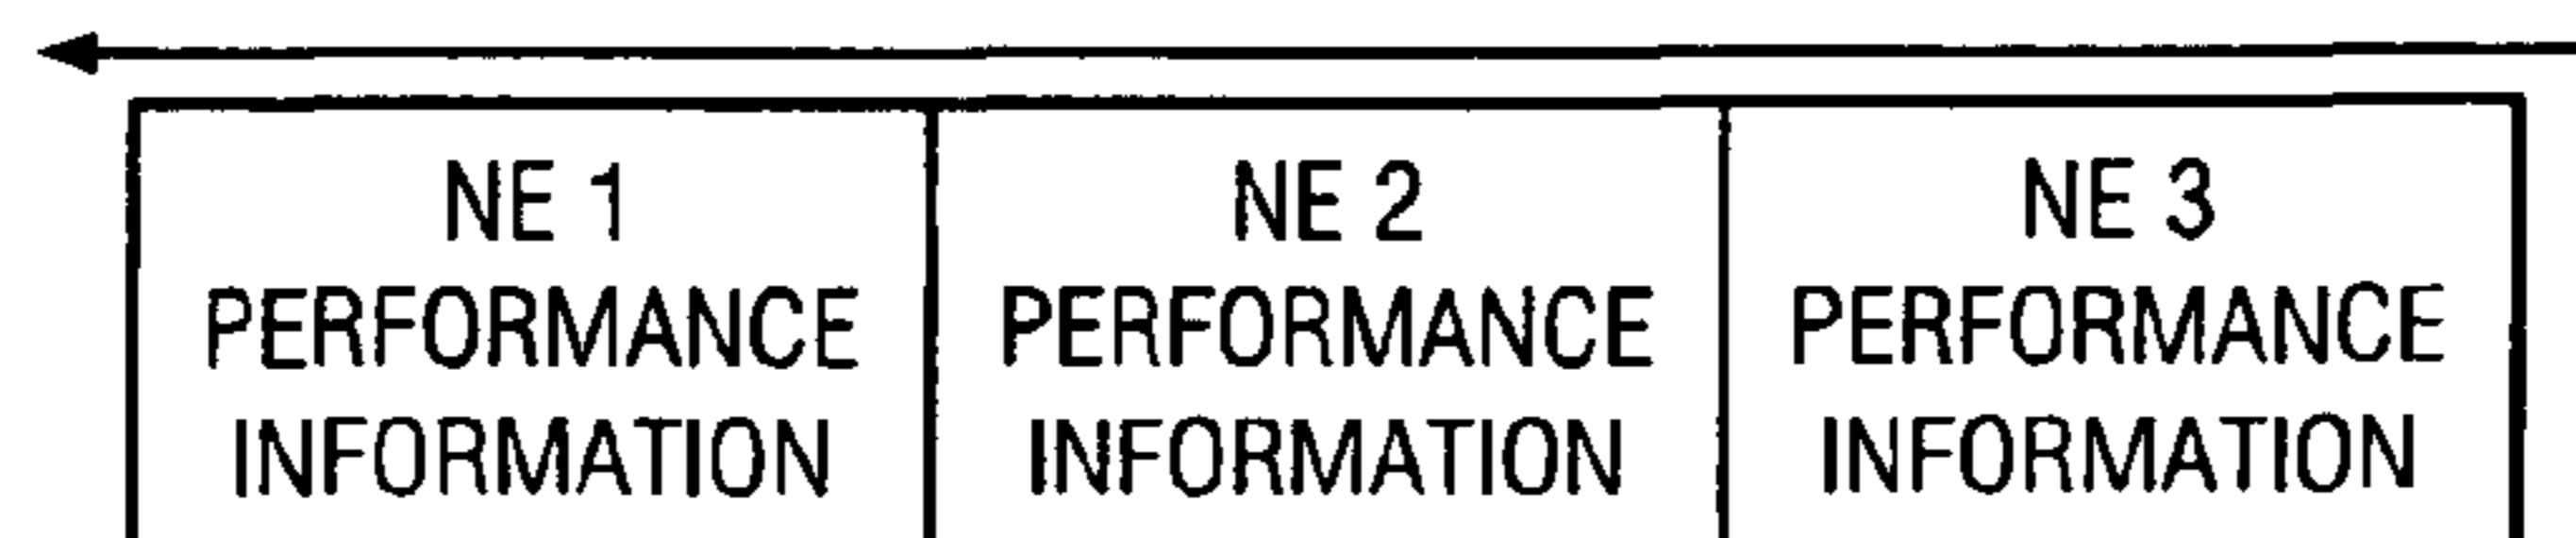 NE 1
PERFORMANCE
INFORMATION
NE 2
PERFORMANCE
INFORMATION
NE 3
PERFORMANCE
INFORMATION